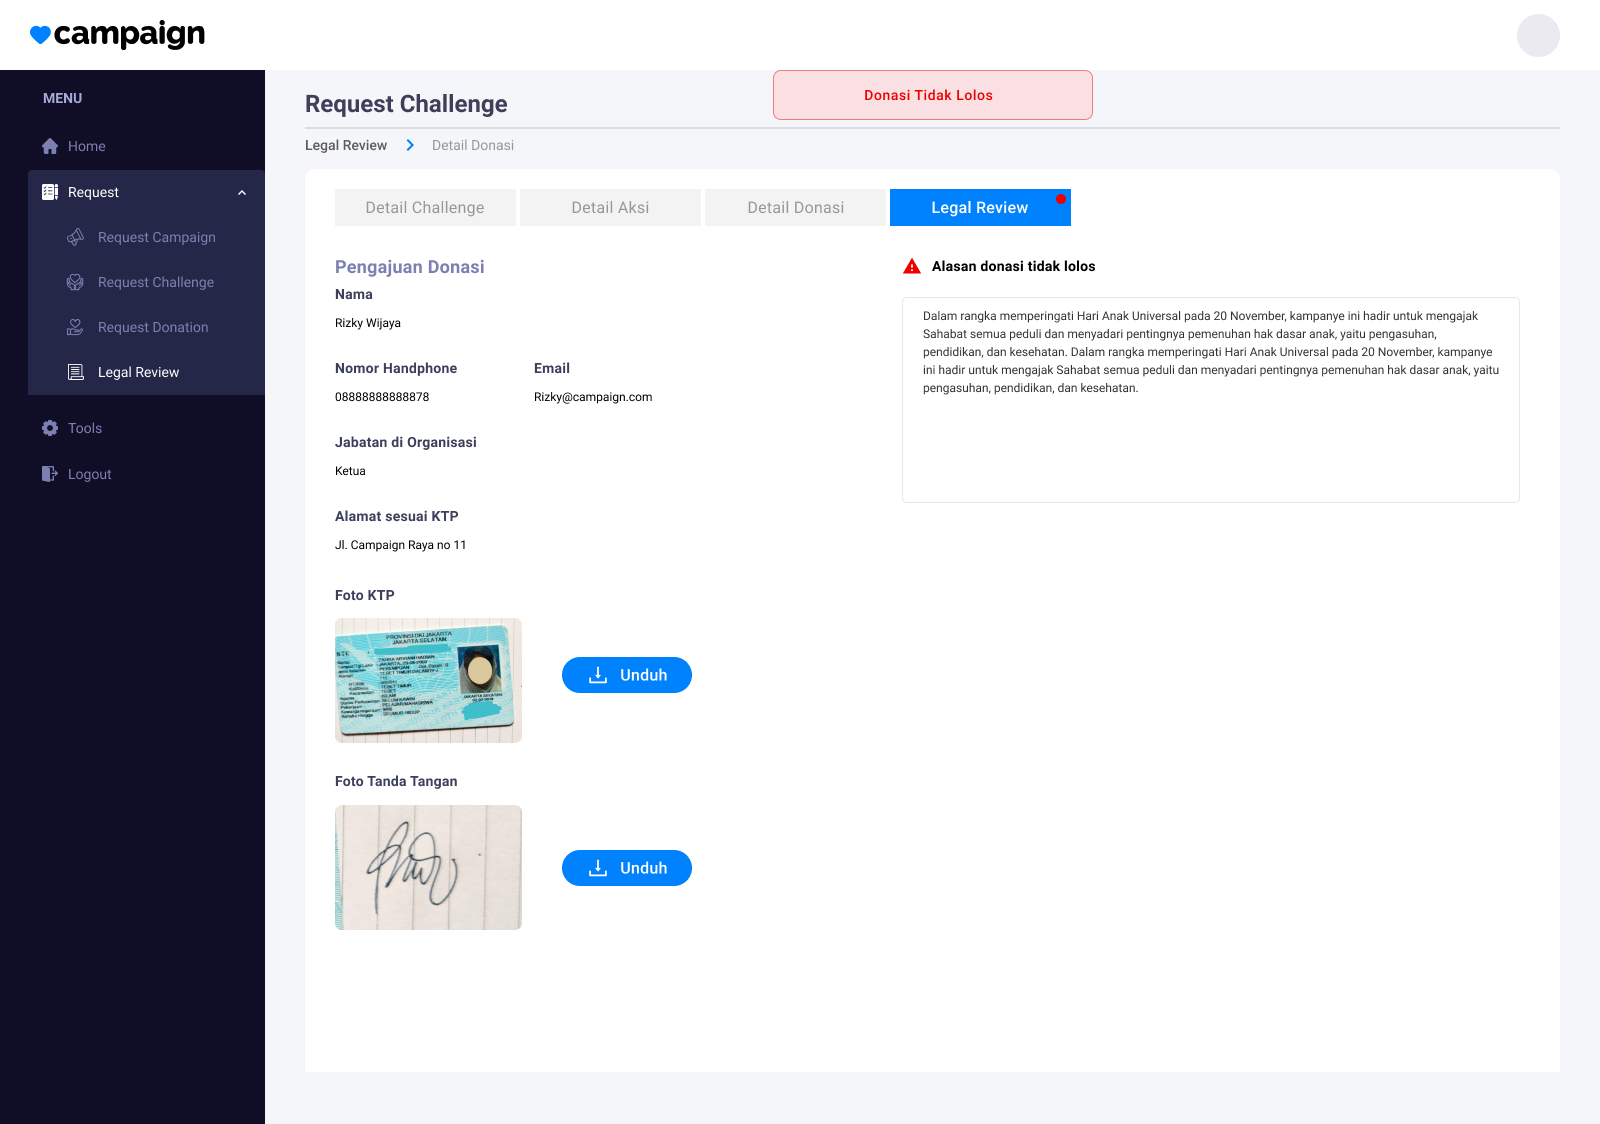 campaign
MENU
Home
Request
Request Campaign
Request Challenge
Request Donation
Legal Review
Tools
Logout
Request Challenge
Donasi Tidak Lolos
Legal Review
Detail Donasi
Detail Challenge
Detail Aksi
Detail Donasi
Legal Review
Pengajuan Donasi
Nama
Rizky Wijaya
Nomor Handphone
08888888888878
Email
Rizky@campaign.com
Jabatan di Organisasi
Ketua
Alamat sesuai KTP
Jl. Campaign Raya no 11
Foto KTP
PROVINSI DKI JAKARTA
JAKARTA SELATAN
NIK
Unduh
Foto Tanda Tangan
Unduh
Alasan donasi tidak lolos
Dalam rangka memperingati Hari Anak Universal pada 20 November, kampanye ini hadir untuk mengajak
Sahabat semua peduli dan menyadari pentingnya pemenuhan hak dasar anak, yaitu pengasuhan,
pendidikan, dan kesehatan. Dalam rangka memperingati Hari Anak Universal pada 20 November, kampanye
ini hadir untuk mengajak Sahabat semua peduli dan menyadari pentingnya pemenuhan hak dasar anak, yaitu
pengasuhan, pendidikan, dan kesehatan.